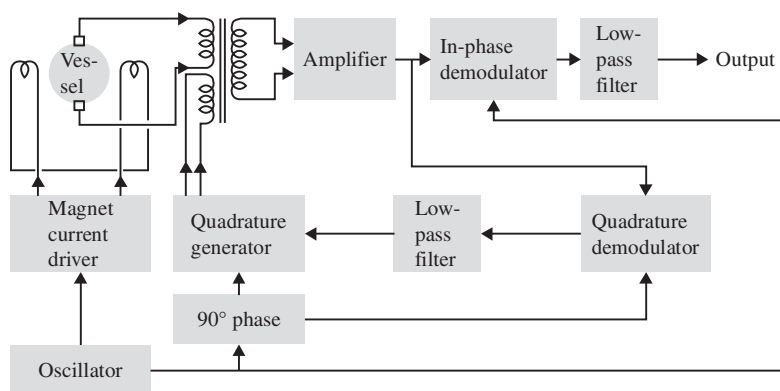 Ves-
sel
Amplifier
In-phase
demodulator
Low-
pass
filter
Output
Magnet
current
driver
Quadrature
generator
Low-
pass
filter
Quadrature
demodulator
90° phase
Oscillator